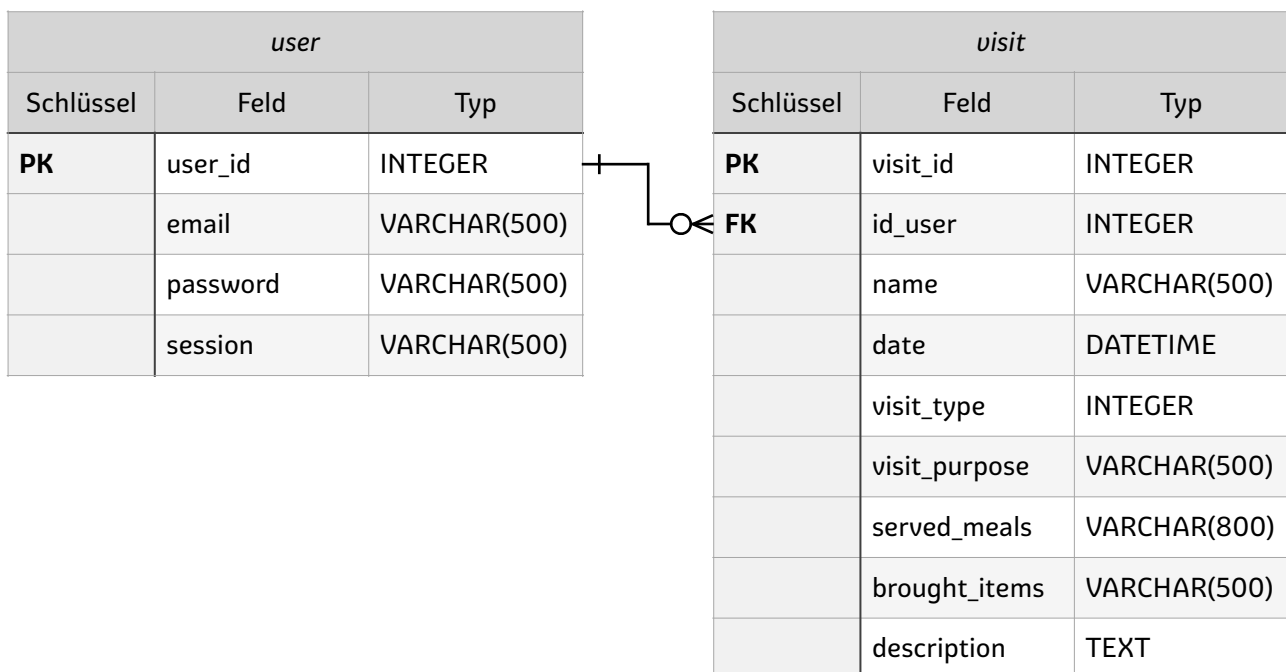 user
Schlüssel Feld Typ
PK user_id INTEGER
email VARCHAR(500)
password VARCHAR(500)
session VARCHAR(500)
visit
Schlüssel Feld Typ
PK visit_id INTEGER
FK id_user INTEGER
name VARCHAR(500)
date DATETIME
visit_type INTEGER
visit_purpose VARCHAR(500)
served_meals VARCHAR(800)
brought_items VARCHAR(500)
description TEXT